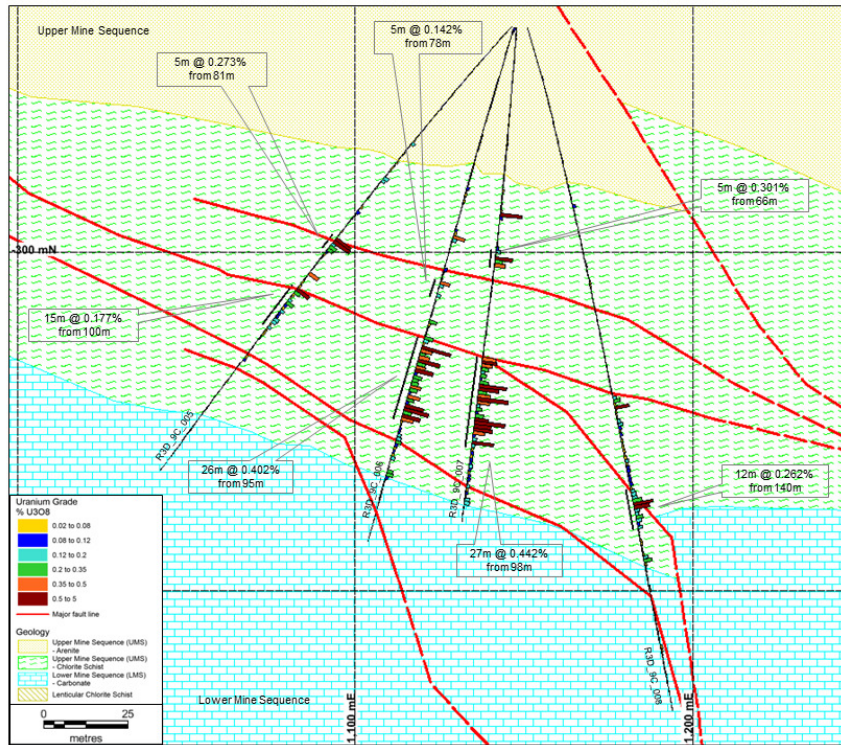 Upper Mine Sequence
5m @ 0.273%
from 81m
5m @ 0.142%
from 78m
5m @ 0.301%
from 66m
-300 mN
15m @ 0.177%
from 100m
R3D_9C_005
26m @ 0.402%
from 95m
R3D_9C_006
R3D_9C_007
27m @ 0.442%
from 98m
12m @ 0.262%
from 140m
R3D_9C_008
Uranium Grade
% U3O8
0.02 to 0.08
0.08 to 0.12
0.12 to 0.2
0.2 to 0.35
0.35 to 0.5
0.5 to 5
Major fault line
Geology
Upper Mine Sequence (UMS)
- Arenite
Upper Mine Sequence (UMS)
- Chlorite Schist
Lower Mine Sequence (LMS)
- Carbonate
Lenticular Chlorite Schist
0 25
metres
Lower Mine Sequence
1,100 mE
1,200 mE